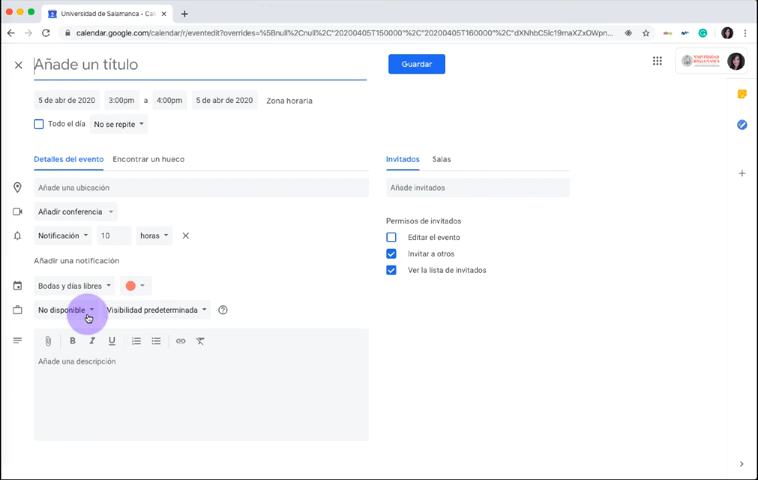 Universidad de Salamanca - Cal
calendar.google.com/calendar/r/eventedit?overrides=%5Bnull%2Cnull%2C"20200405T150000"%2C"20200405T160000"%2C"
Añade un título
Guardar
5 de abr de 2020 3:00pm a 4:00pm 5 de abr de 2020 Zona horaria
Todo el día No se repite
Detalles del evento Encontrar un hueco Invitados Salas
Añade una ubicación Añade invitados
Añadir conferencia
Permisos de invitados
Notificación 10 horas Editar el evento
Invitar a otros
Añadir una notificación
Ver la lista de invitados
Bodas y días libres
No disponible Visibilidad predeterminada
B I U
Añade una descripción